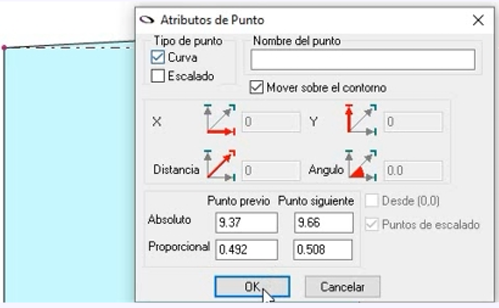 Atributos de Punto
Tipo de punto
Nombre del punto
Curva
Escalado
Mover sobre el contorno
X 0 Y 0
Distancia 0 Angulo 0.0
Punto previo Punto siguiente Desde (0,0)
Absoluto 9.37 9.66 Puntos de escalado
Proporcional 0.492 0.508
OK Cancelar